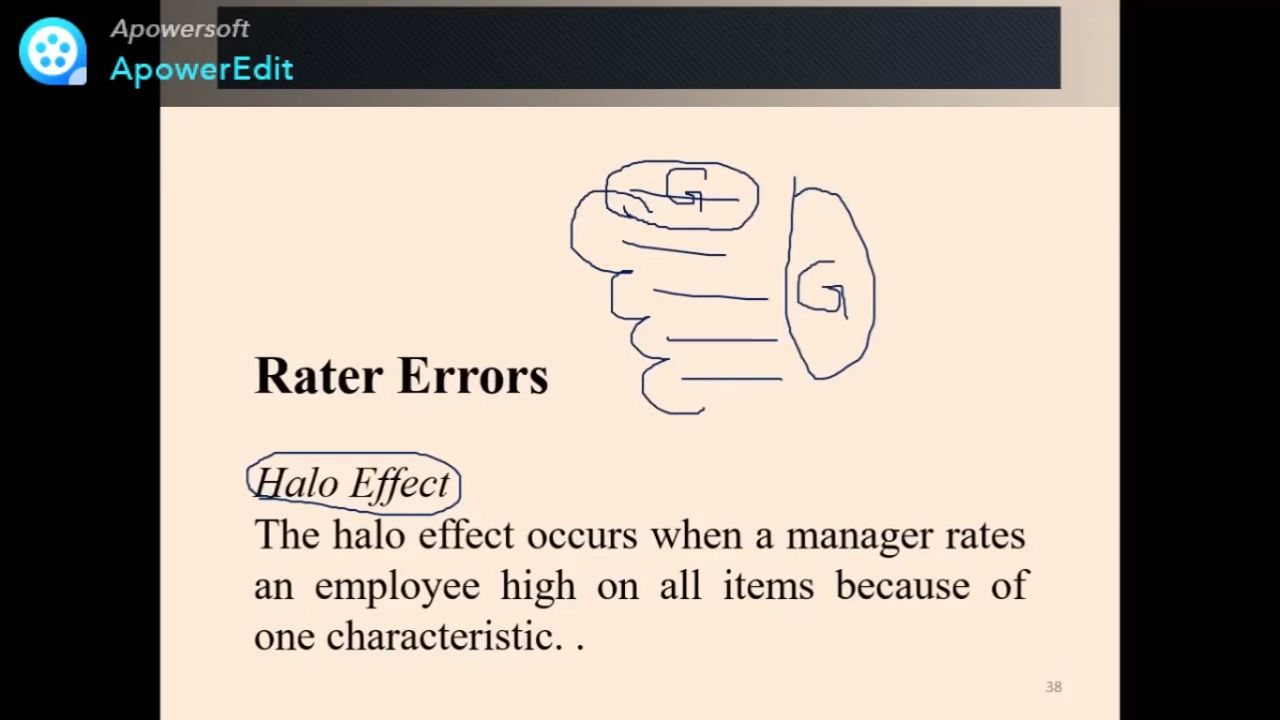 Apowersoft
ApowerEdit
G
G
Rater Errors
Halo Effect
The halo effect occurs when a manager rates
an employee high on all items because of
one characteristic. .
38